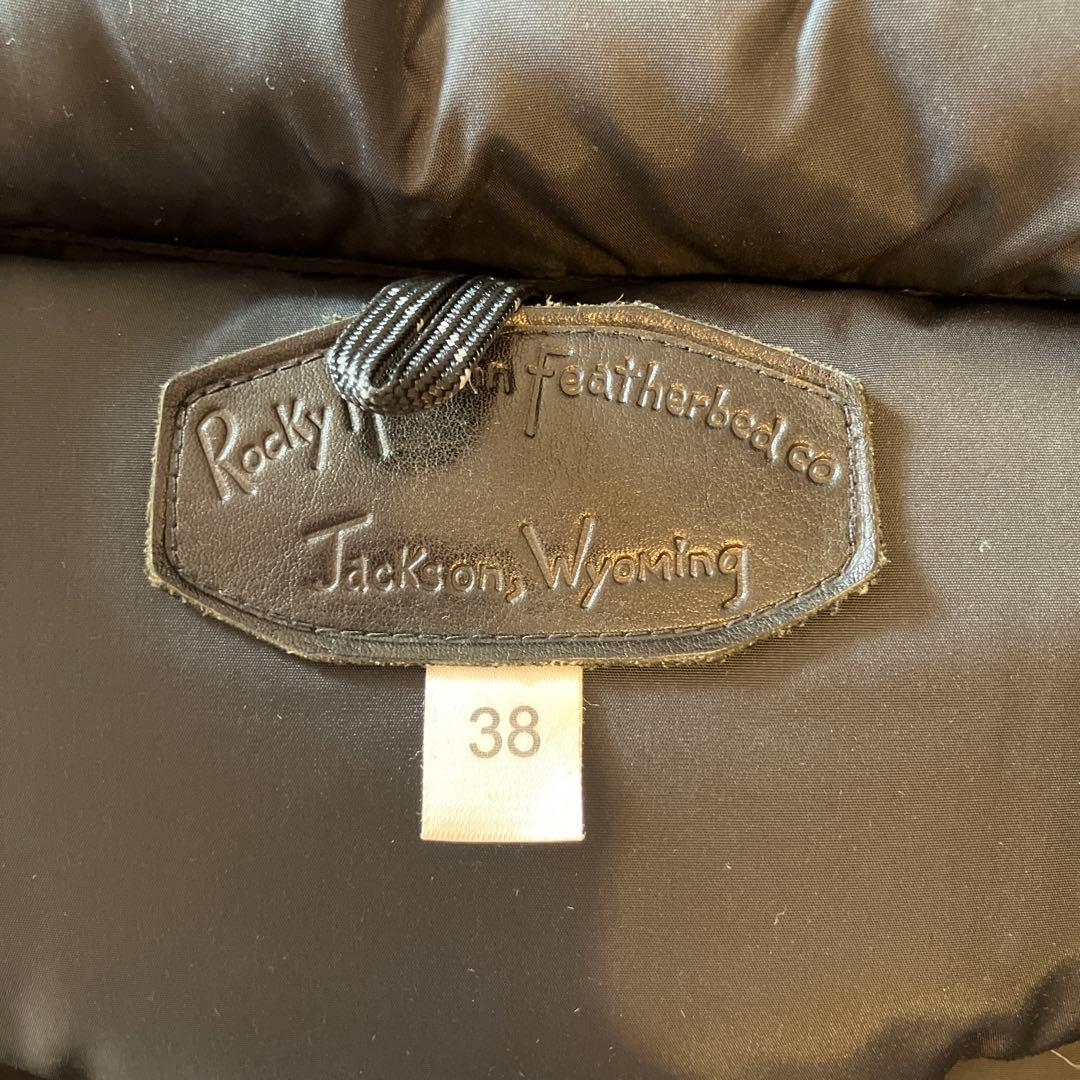 Rocky Featherbed co
Jackson, Wyoming
38